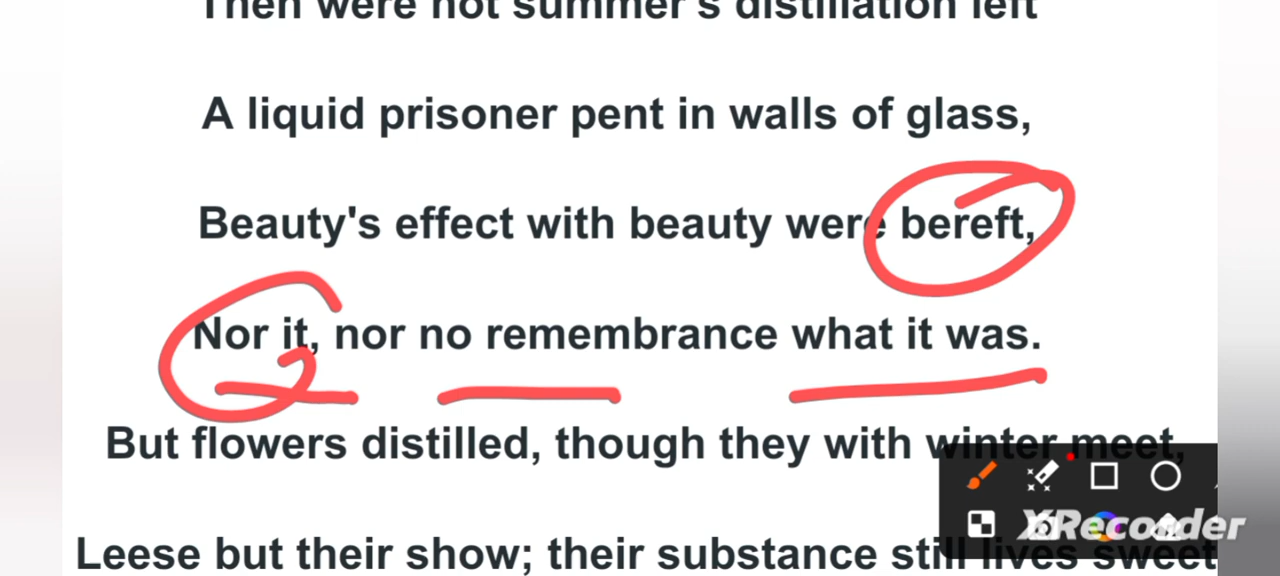 Then were not summer's distillation left
A liquid prisoner pent in walls of glass,
Beauty's effect with beauty were bereft,
Nor it, nor no remembrance what it was.
But flowers distilled, though they with winter meet,
Leese but their show; their substance still lives sweet
XRecorder